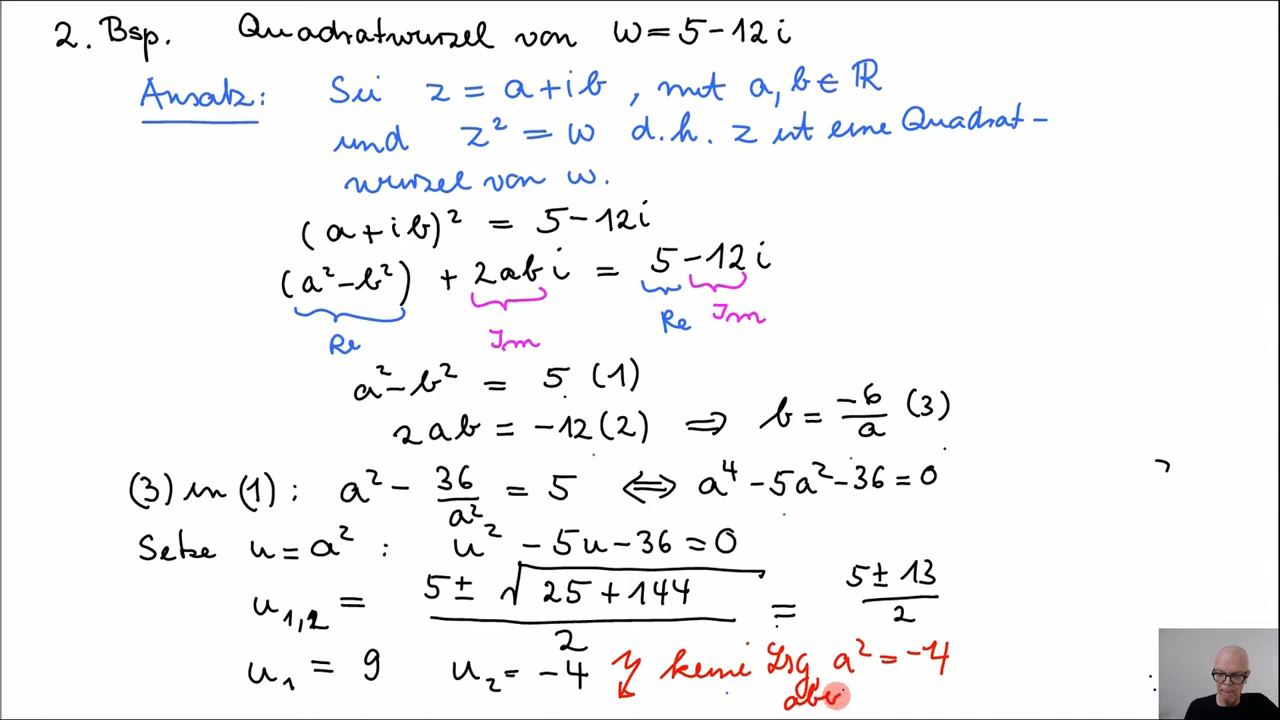 2. Bsp. Quadratwurzel von w = 5 - 12i
Ansatz: Sei z = a + ib , mit a, b ∈ ℝ
und z² = w d.h. z ist eine Quadrat-
wurzel von w.
(a + ib)² = 5 - 12i
(a² - b²) + 2abi = 5 - 12i
Re Im Re Im
a² - b² = 5 (1)
2ab = -12 (2) ⟹ b = -6/a (3)
(3) in (1): a² - 36/a² = 5 ⟺ a⁴ - 5a² - 36 = 0
Setze u = a² : u² - 5u - 36 = 0
u₁,₂ = (5 ± √(25 + 144))/2 = (5 ± 13)/2
u₁ = 9 u₂ = -4 ↯ keine Lsg a² = -4
aber